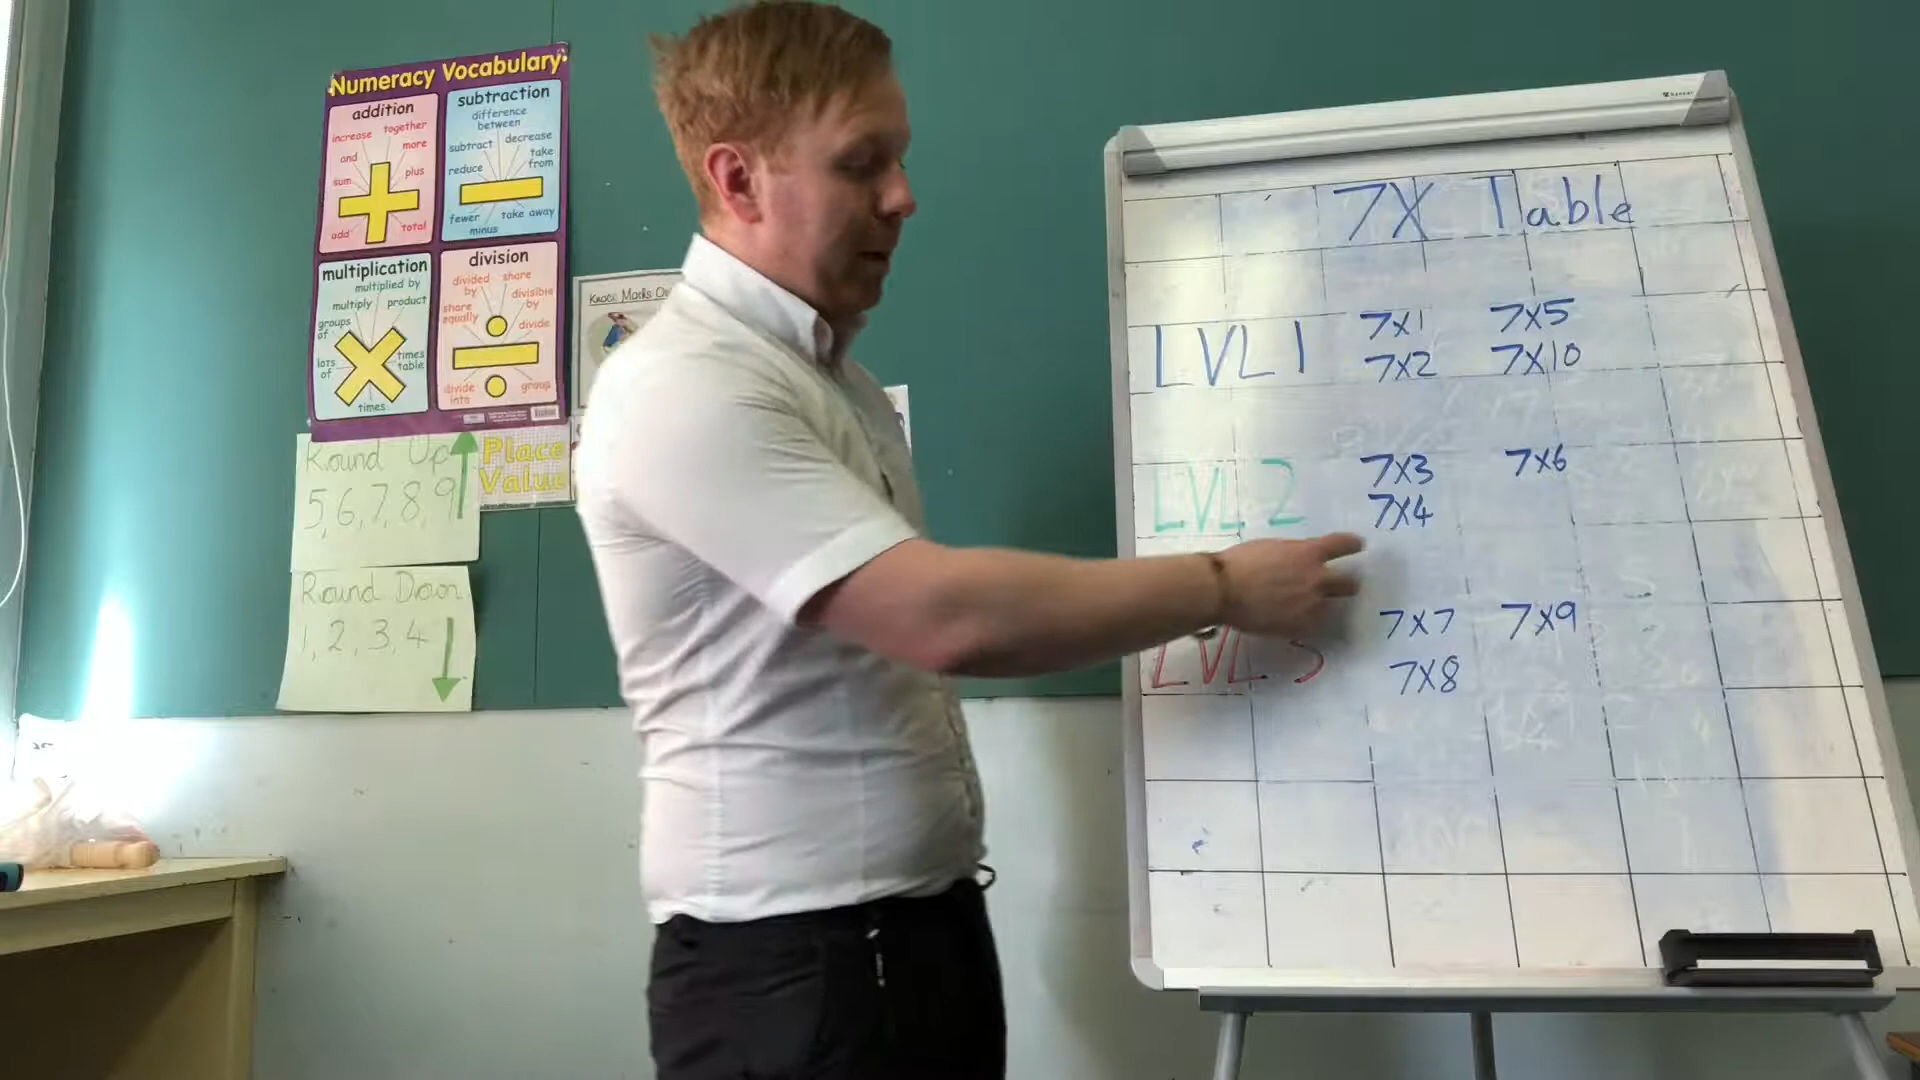 Numeracy Vocabulary
addition
increase
together
and
more
sum
plus
add
total
subtraction
difference
between
subtract
decrease
reduce
take
from
fewer
take away
minus
multiplication
multiplied by
multiply
product
groups
of
lots
of
times
table
times
division
divided
by
share
share
equally
divisible
by
divide
divide
into
group
Round Up
5,6,7,8,9
Place
Value
Round Down
1, 2, 3, 4
7X Table
LVL 1
7X1 7X5
7X2 7X10
LVL 2
7X3 7X6
7X4
LVL 3
7X7 7X9
7X8